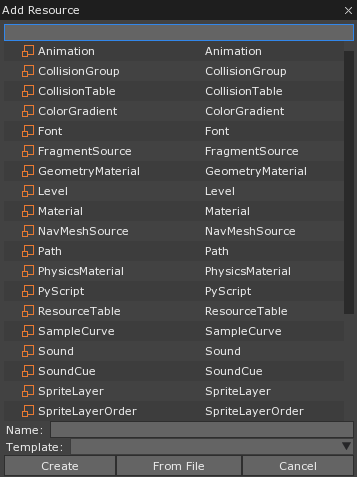 Add Resource
Animation Animation
CollisionGroup CollisionGroup
CollisionTable CollisionTable
ColorGradient ColorGradient
Font Font
FragmentSource FragmentSource
GeometryMaterial GeometryMaterial
Level Level
Material Material
NavMeshSource NavMeshSource
Path Path
PhysicsMaterial PhysicsMaterial
PyScript PyScript
ResourceTable ResourceTable
SampleCurve SampleCurve
Sound Sound
SoundCue SoundCue
SpriteLayer SpriteLayer
SpriteLayerOrder SpriteLayerOrder
Name:
Template:
Create From File Cancel